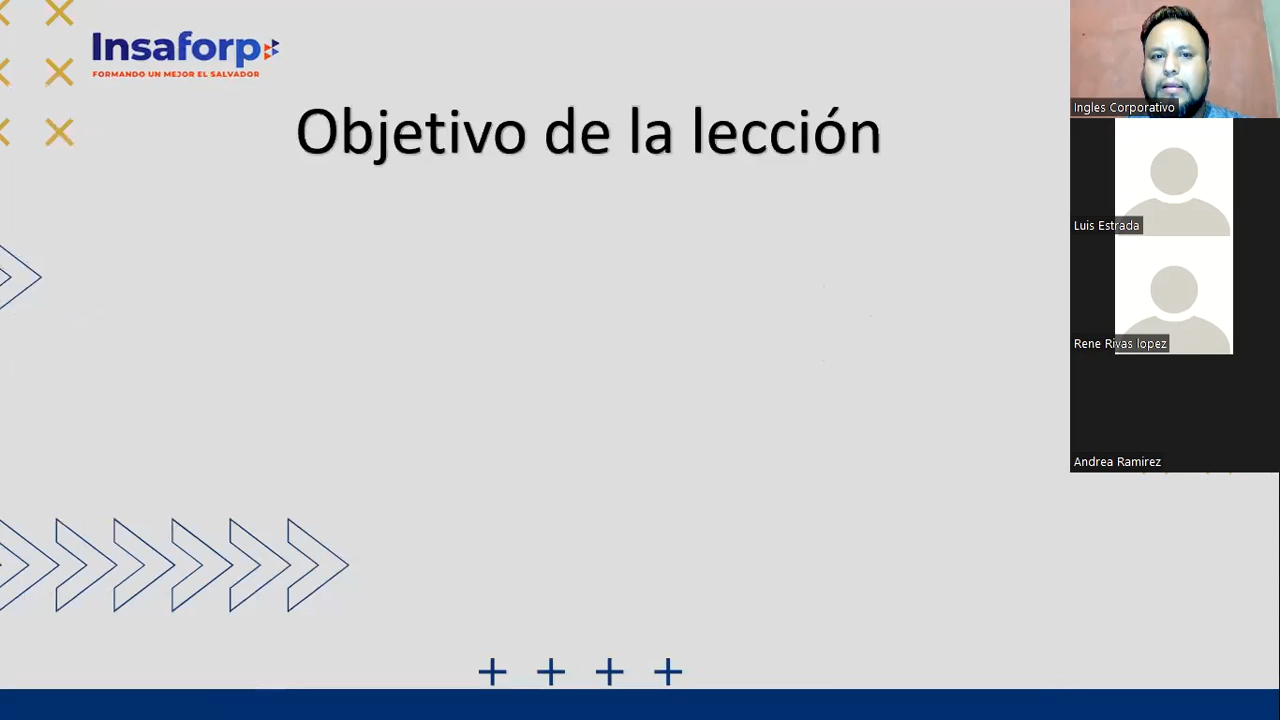 Insaforp
FORMANDO UN MEJOR EL SALVADOR
Objetivo de la lección
Ingles Corporativo
Luis Estrada
Rene Rivas lopez
Andrea Ramirez